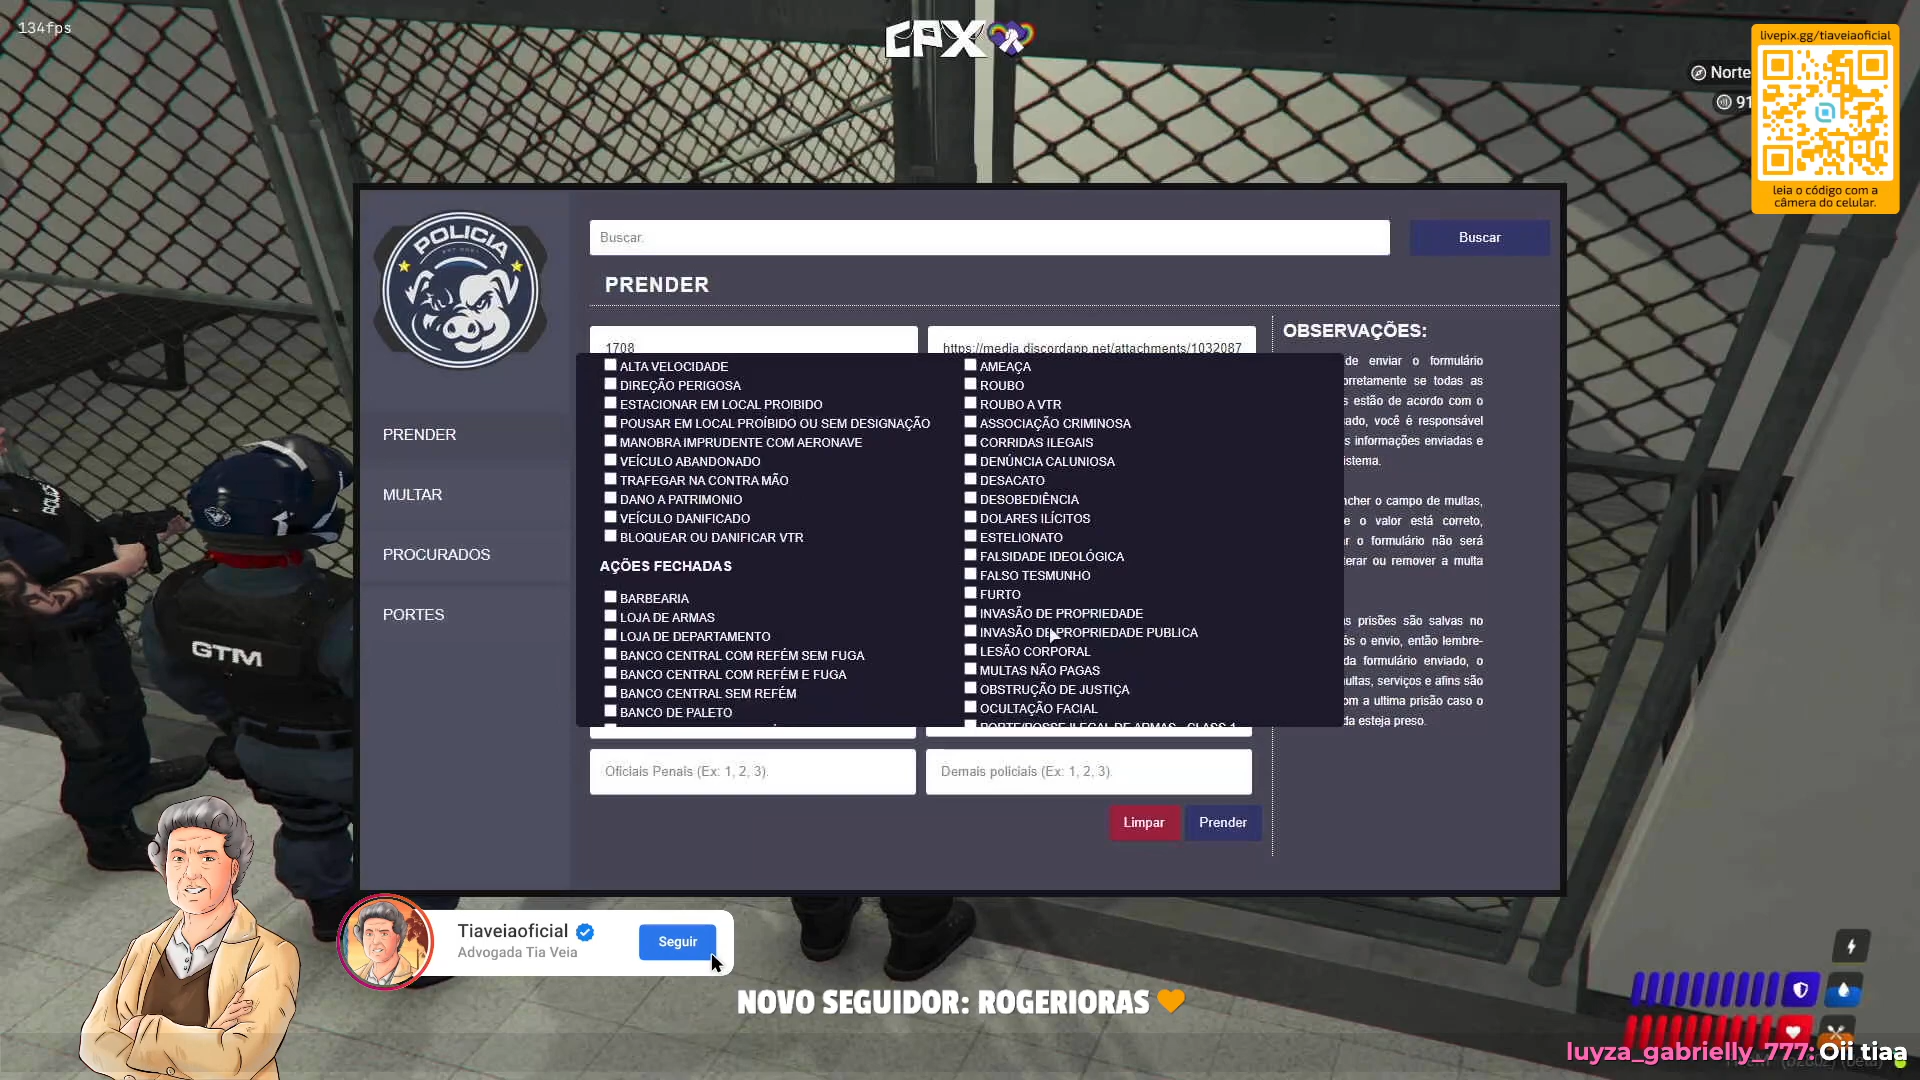 134fps
CPX
livepix.gg/tiaveiaoficial
Norte
91
leia o código com a
câmera do celular.
POLICIA
Buscar.
Buscar
PRENDER
1708
https://media.discordapp.net/attachments/1032087
OBSERVAÇÕES:
de enviar o formulário
orretamente se todas as
s estão de acordo com o
ado, você é responsável
s informações enviadas e
istema.
ncher o campo de multas,
e o valor está correto,
r o formulário não será
erar ou remover a multa
s prisões são salvas no
ós o envio, então lembre-
da formulário enviado, o
ultas, serviços e afins são
om a ultima prisão caso o
da esteja preso.
PRENDER
MULTAR
PROCURADOS
PORTES
ALTA VELOCIDADE
DIREÇÃO PERIGOSA
ESTACIONAR EM LOCAL PROIBIDO
POUSAR EM LOCAL PROÍBIDO OU SEM DESIGNAÇÃO
MANOBRA IMPRUDENTE COM AERONAVE
VEÍCULO ABANDONADO
TRAFEGAR NA CONTRA MÃO
DANO A PATRIMONIO
VEÍCULO DANIFICADO
BLOQUEAR OU DANIFICAR VTR
AÇÕES FECHADAS
BARBEARIA
LOJA DE ARMAS
LOJA DE DEPARTAMENTO
BANCO CENTRAL COM REFÉM SEM FUGA
BANCO CENTRAL COM REFÉM E FUGA
BANCO CENTRAL SEM REFÉM
BANCO DE PALETO
AMEAÇA
ROUBO
ROUBO A VTR
ASSOCIAÇÃO CRIMINOSA
CORRIDAS ILEGAIS
DENÚNCIA CALUNIOSA
DESACATO
DESOBEDIÊNCIA
DOLARES ILÍCITOS
ESTELIONATO
FALSIDADE IDEOLÓGICA
FALSO TESMUNHO
FURTO
INVASÃO DE PROPRIEDADE
INVASÃO DE PROPRIEDADE PUBLICA
LESÃO CORPORAL
MULTAS NÃO PAGAS
OBSTRUÇÃO DE JUSTIÇA
OCULTAÇÃO FACIAL
PORTE/POSSE ILEGAL DE ARMAS - CLASS 1
Oficiais Penais (Ex: 1, 2, 3).
Demais policiais (Ex: 1, 2, 3).
Limpar
Prender
GTM
Tiaveiaoficial
Advogada Tia Veia
Seguir
NOVO SEGUIDOR: ROGERIORAS
luyza_gabrielly_777: Oii tiaa